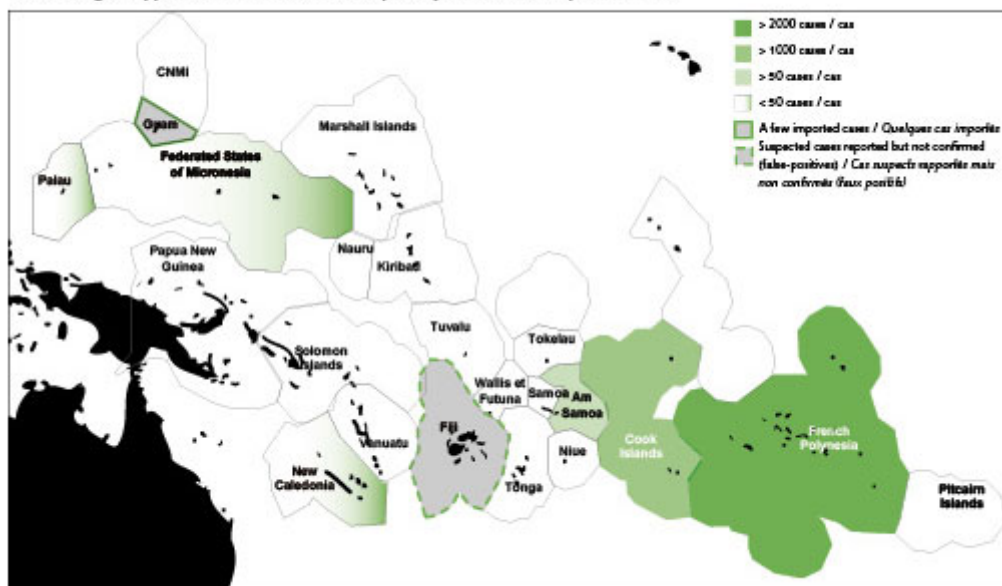 > 2000 cases / cas
> 1000 cases / cas
> 50 cases / cas
< 50 cases / cas
A few imported cases / Quelques cas importés
Suspected cases reported but not confirmed
(false-positives) / Cas suspects rapportés mais
non confirmés (faux positifs)
CNMI
Guam
Marshall Islands
Federated States
of Micronesia
Palau
Nauru
Kiribati
Papua New
Guinea
Tuvalu
Tokelau
Solomon
Islands
Wallis et
Futuna
Samoa
Am
Samoa
Fiji
Vanuatu
Cook
Islands
French
Polynesia
Niue
New
Caledonia
Tonga
Pitcairn
Islands